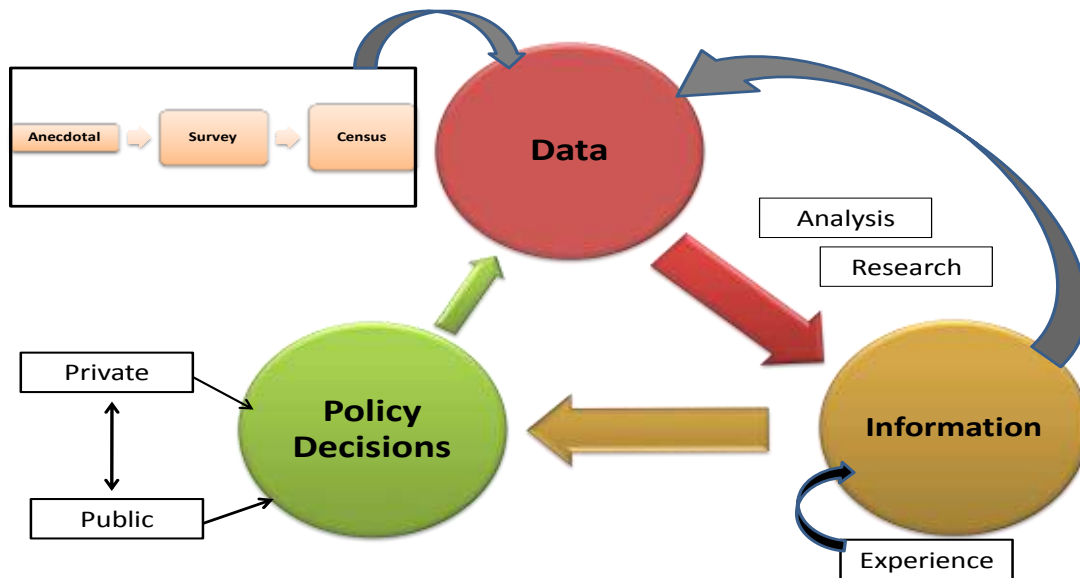 Anecdotal
Survey
Census
Data
Analysis
Research
Private
Policy
Decisions
Information
Public
Experience